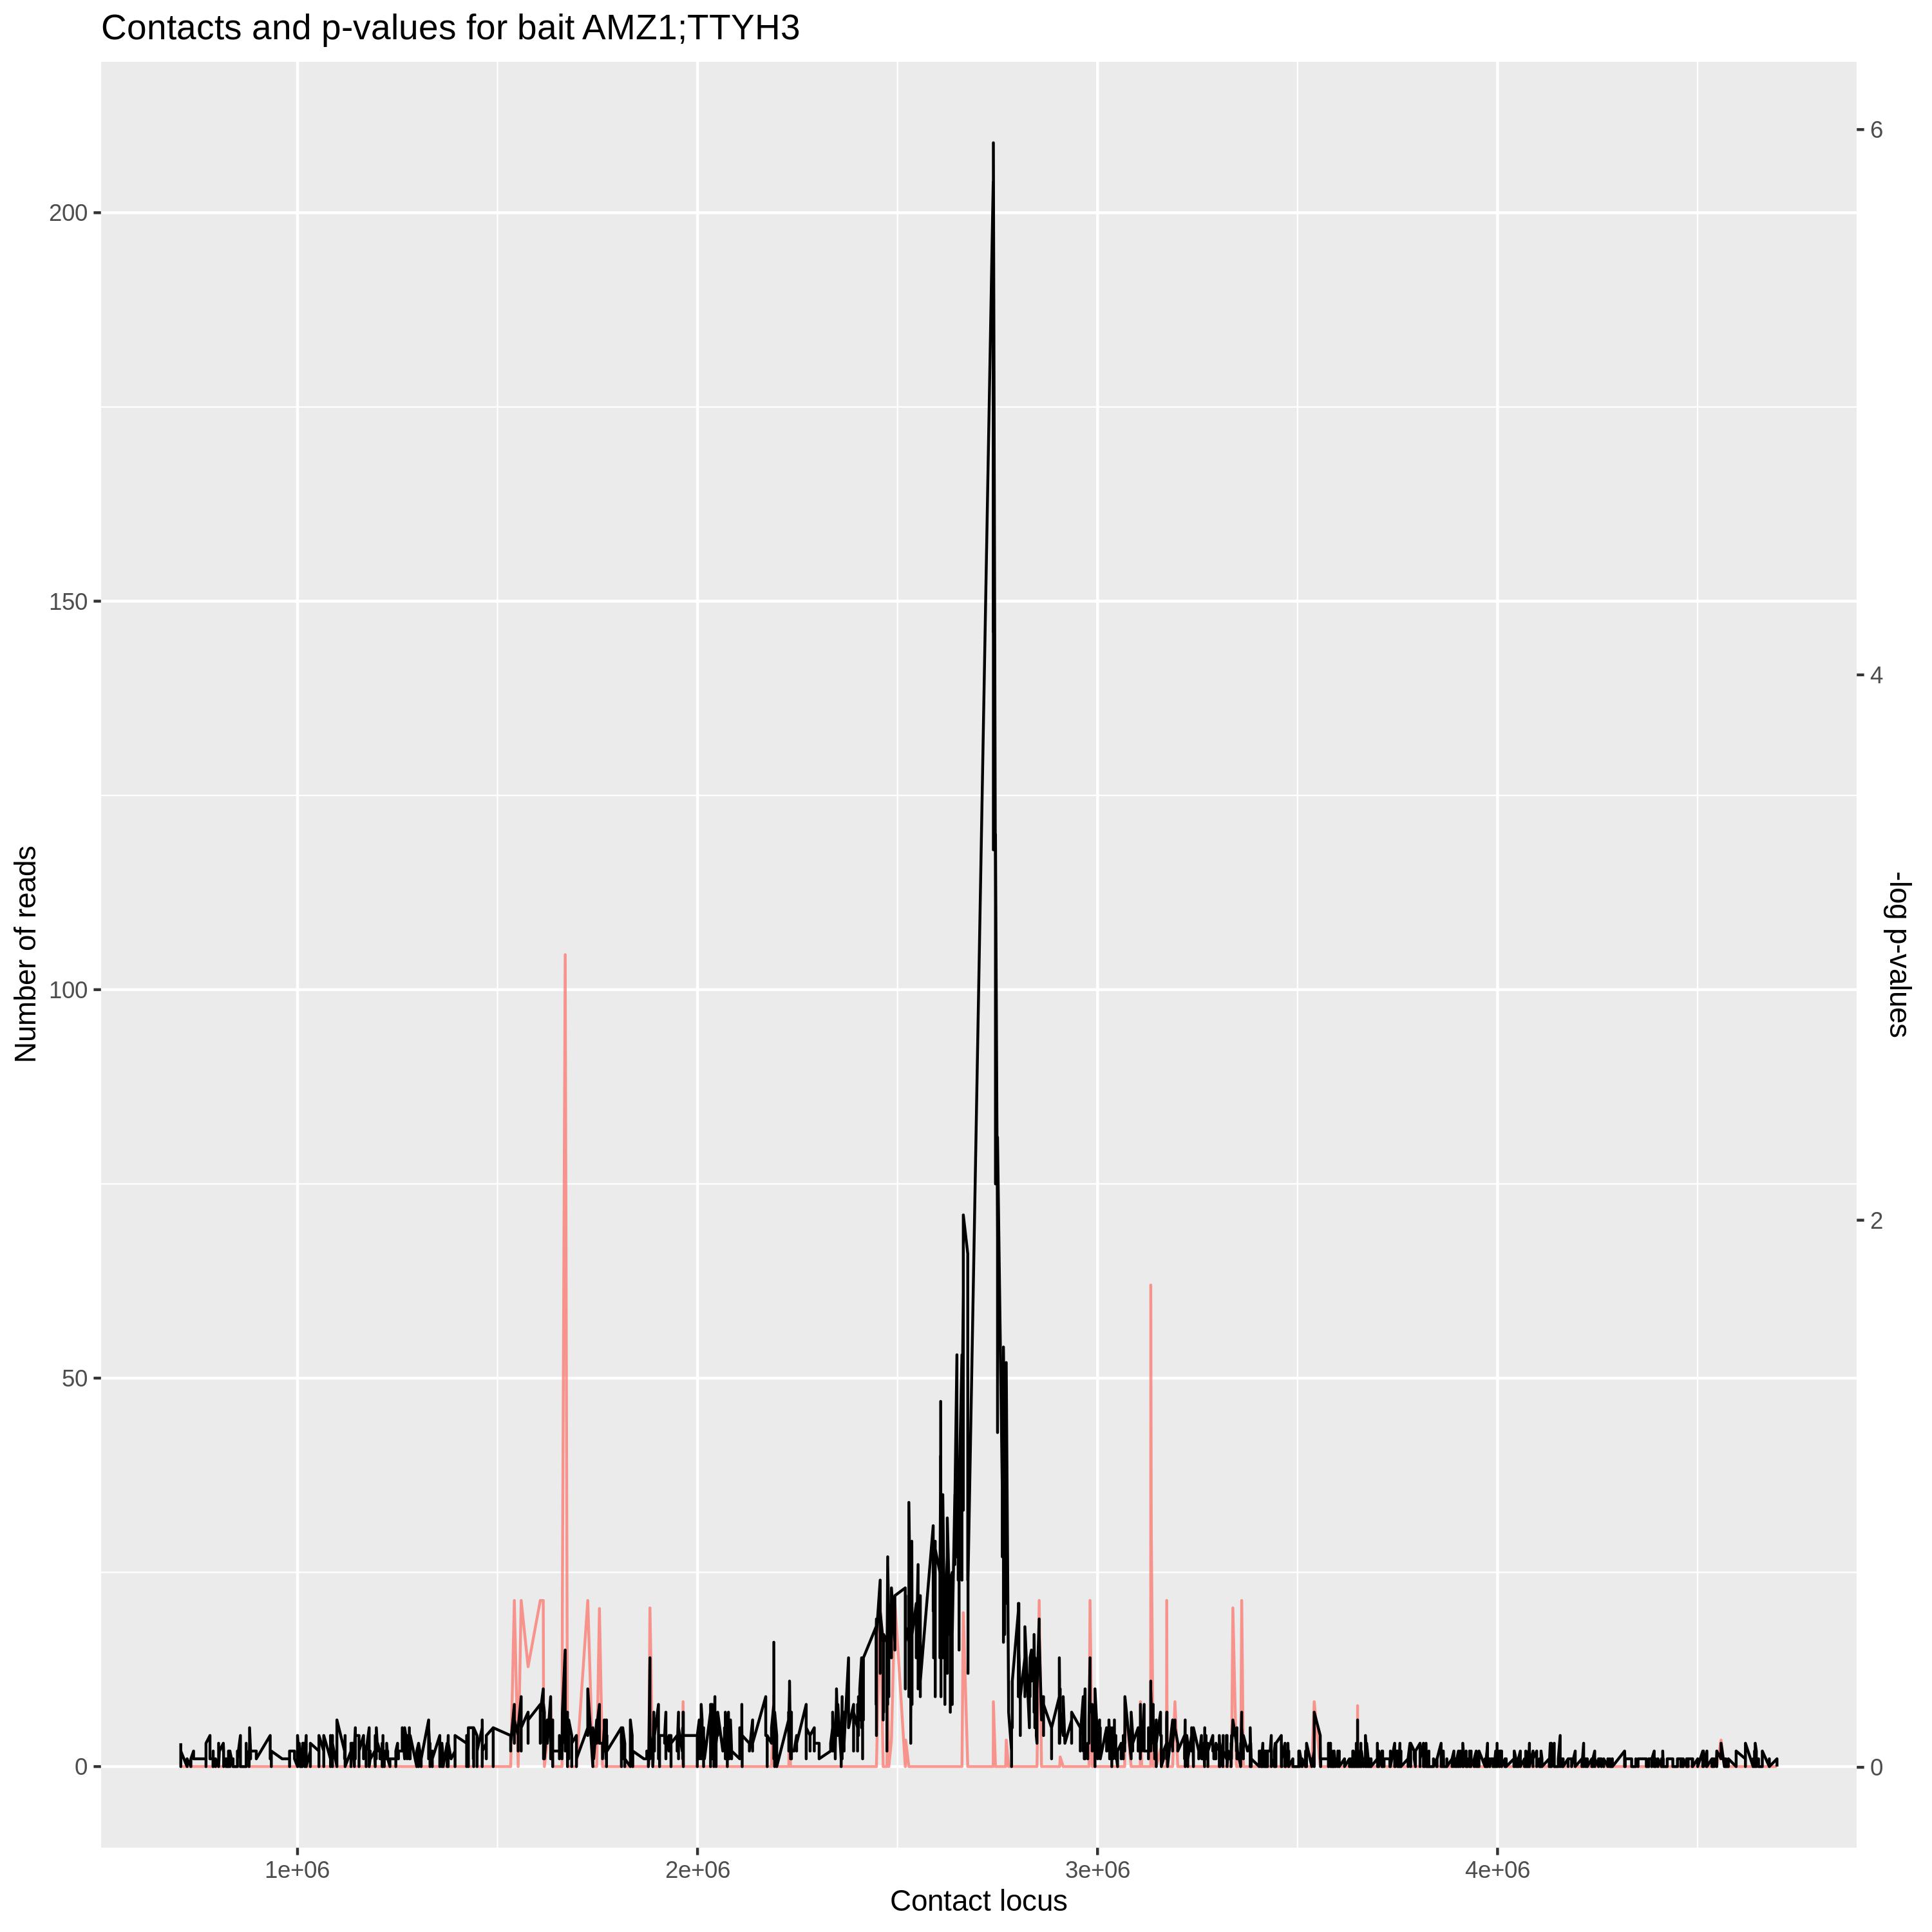 Contacts and p-values for bait AMZ1;TTYH3
6
200
4
150
Number of reads
-log p-values
100
2
50
0
0
1e+06
2e+06
3e+06
4e+06
Contact locus